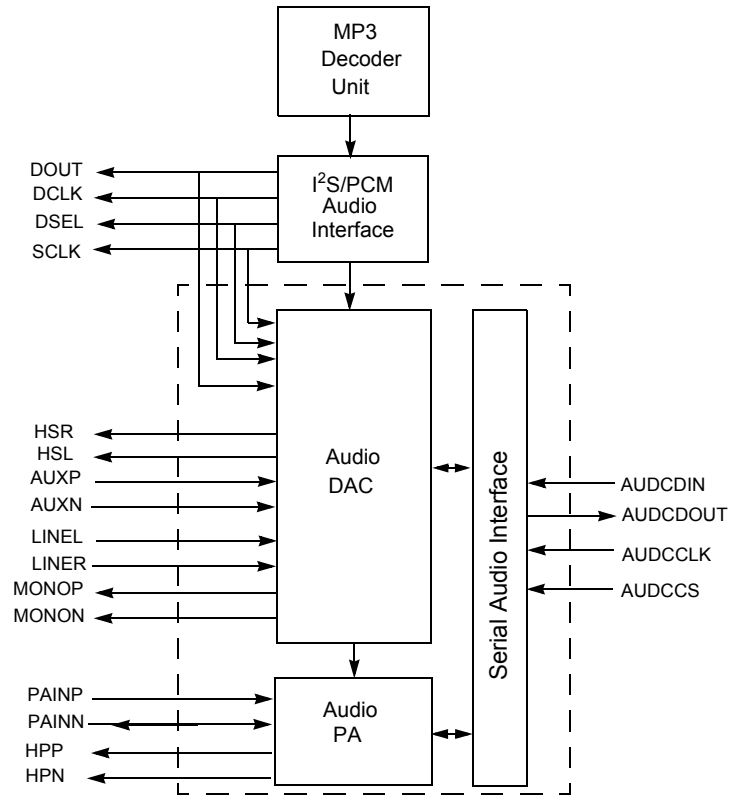 MP3
Decoder
Unit
I²S/PCM
Audio
Interface
DOUT
DCLK
DSEL
SCLK
HSR
HSL
AUXP
AUXN
LINEL
LINER
MONOP
MONON
Audio
DAC
Serial Audio Interface
AUDCDIN
AUDCDOUT
AUDCCLK
AUDCCS
PAINP
PAINN
HPP
HPN
Audio
PA